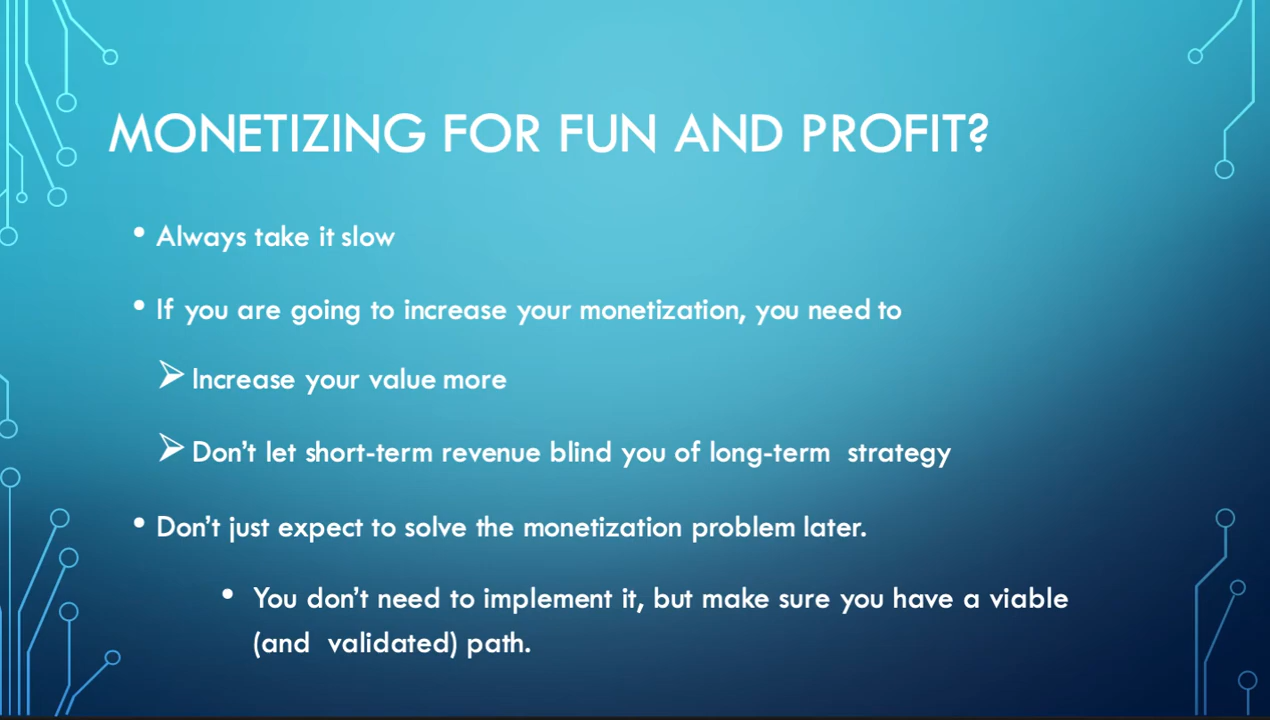 MONETIZING FOR FUN AND PROFIT?
• Always take it slow
• If you are going to increase your monetization, you need to
➢ Increase your value more
➢ Don’t let short-term revenue blind you of long-term strategy
• Don’t just expect to solve the monetization problem later.
• You don’t need to implement it, but make sure you have a viable
(and validated) path.